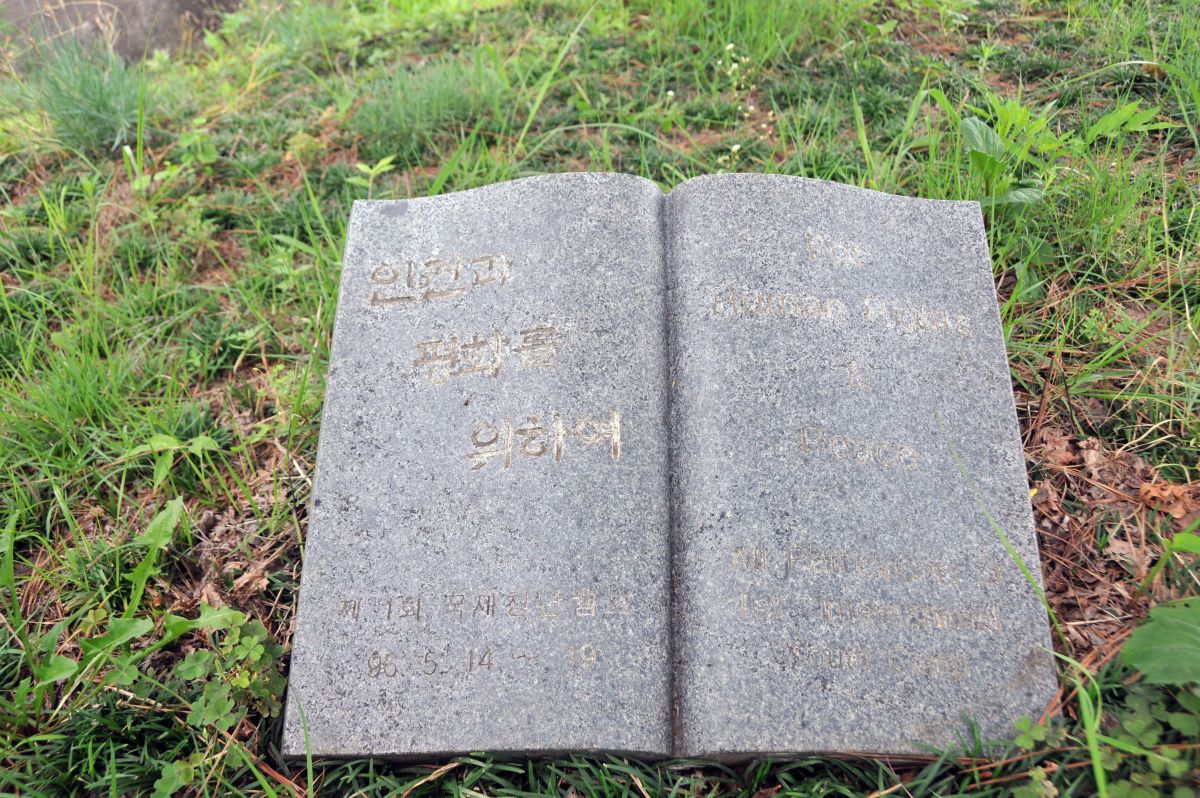 인권과
평화를
위하여
제 1회 국제청년캠프
96. 5. 14 ~ 19
For
Human Rights
&
Peace
All Participants of
1st International
Youth Camp